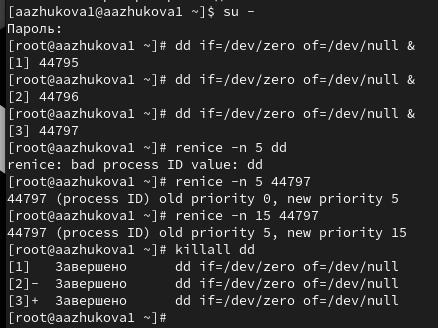 [aazhukova1@aazhukova1 ~]$ su -
Пароль:
[root@aazhukova1 ~]# dd if=/dev/zero of=/dev/null &
[1] 44795
[root@aazhukova1 ~]# dd if=/dev/zero of=/dev/null &
[2] 44796
[root@aazhukova1 ~]# dd if=/dev/zero of=/dev/null &
[3] 44797
[root@aazhukova1 ~]# renice -n 5 dd
renice: bad process ID value: dd
[root@aazhukova1 ~]# renice -n 5 44797
44797 (process ID) old priority 0, new priority 5
[root@aazhukova1 ~]# renice -n 15 44797
44797 (process ID) old priority 5, new priority 15
[root@aazhukova1 ~]# killall dd
[1]   Завершено      dd if=/dev/zero of=/dev/null
[2]-  Завершено      dd if=/dev/zero of=/dev/null
[3]+  Завершено      dd if=/dev/zero of=/dev/null
[root@aazhukova1 ~]#